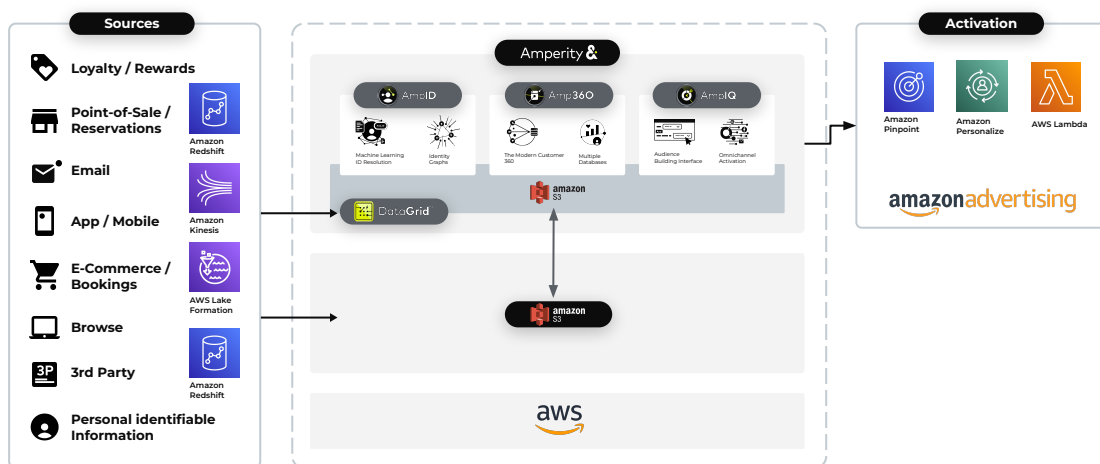 Sources
Loyalty / Rewards
Point-of-Sale /
Reservations
Email
App / Mobile
E-Commerce /
Bookings
Browse
3P
3rd Party
Personal identifiable
Information
Amazon
Redshift
Amazon
Kinesis
AWS Lake
Formation
Amazon
Redshift
Amperity &
AmpID
Machine Learning
ID Resolution
Identity
Graphs
Amp360
The Modern Customer
360
Multiple
Databases
AmpIQ
Audience
Building Interface
Omnichannel
Activation
amazon
S3
DataGrid
amazon
S3
aws
Activation
Amazon
Pinpoint
Amazon
Personalize
AWS Lambda
amazonadvertising